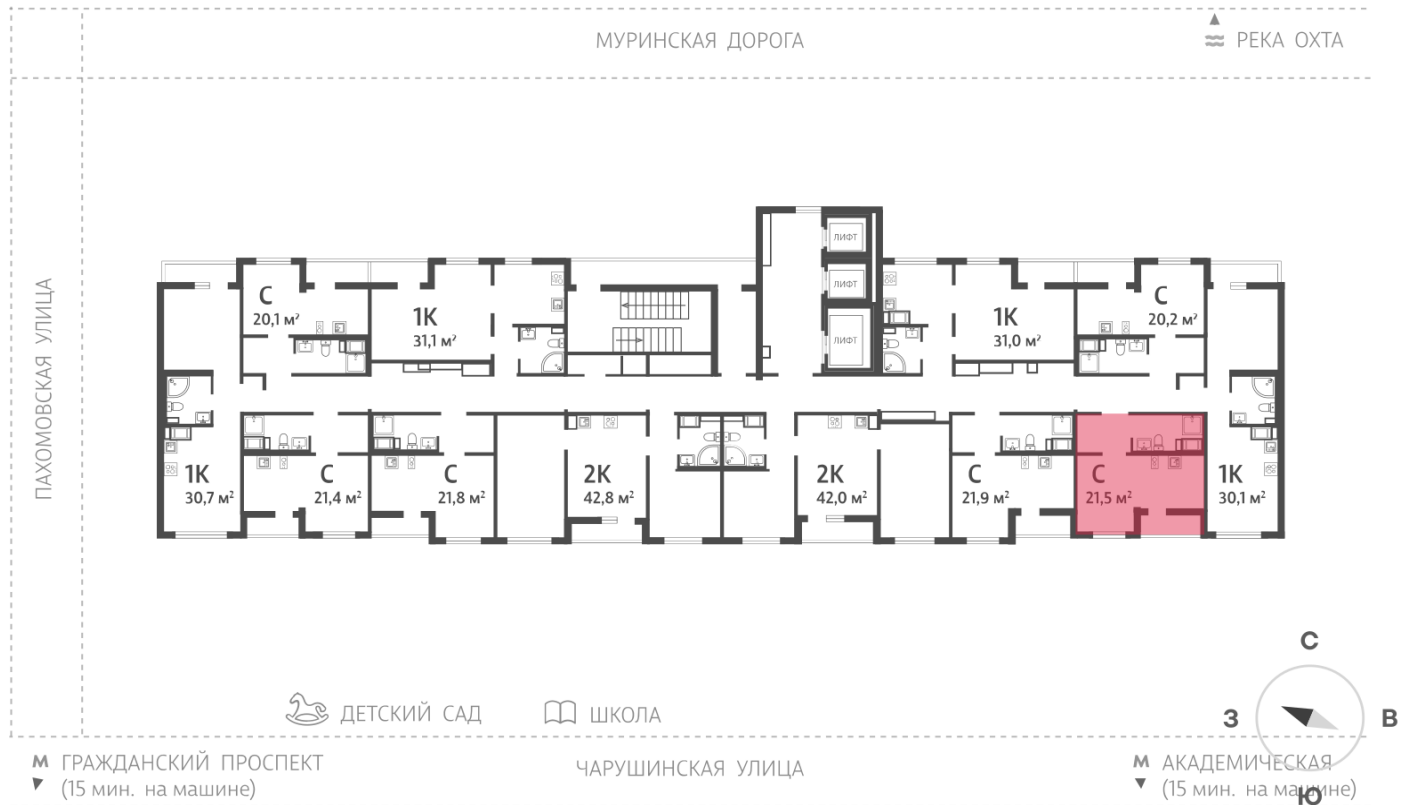 МУРИНСКАЯ ДОРОГА
РЕКА ОХТА
ПАХОМОВСКАЯ УЛИЦА
ЛИФТ
ЛИФТ
ЛИФТ
С
20,1 м²
1К
31,1 м²
1К
31,0 м²
С
20,2 м²
1К
30,7 м²
С
21,4 м²
С
21,8 м²
2К
42,8 м²
2К
42,0 м²
С
21,9 м²
С
21,5 м²
1К
30,1 м²
С
З
В
Ю
ДЕТСКИЙ САД
ШКОЛА
М ГРАЖДАНСКИЙ ПРОСПЕКТ
(15 мин. на машине)
ЧАРУШИНСКАЯ УЛИЦА
М АКАДЕМИЧЕСКАЯ
(15 мин. на машине)